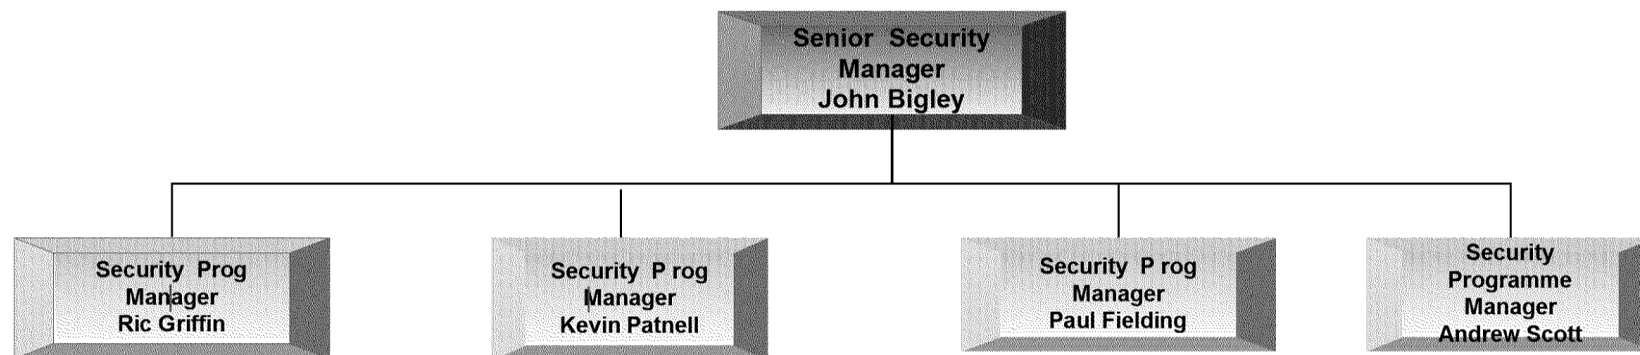 Senior Security
Manager
John Bigley
Security Prog
Manager
Ric Griffin
Security P rog
Manager
Kevin Patnell
Security P rog
Manager
Paul Fielding
Security
Programme
Manager
Andrew Scott